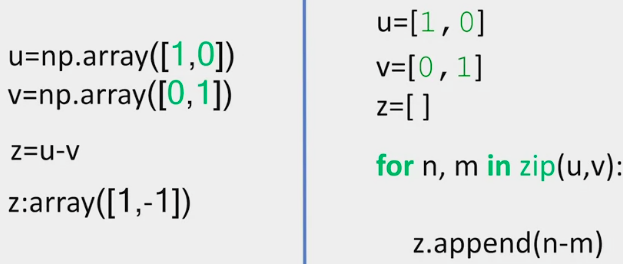 u=np.array([1,0])
v=np.array([0,1])
z=u-v
z:array([1,-1])
u=[1,0]
v=[0,1]
z=[ ]
for n, m in zip(u,v):
z.append(n-m)